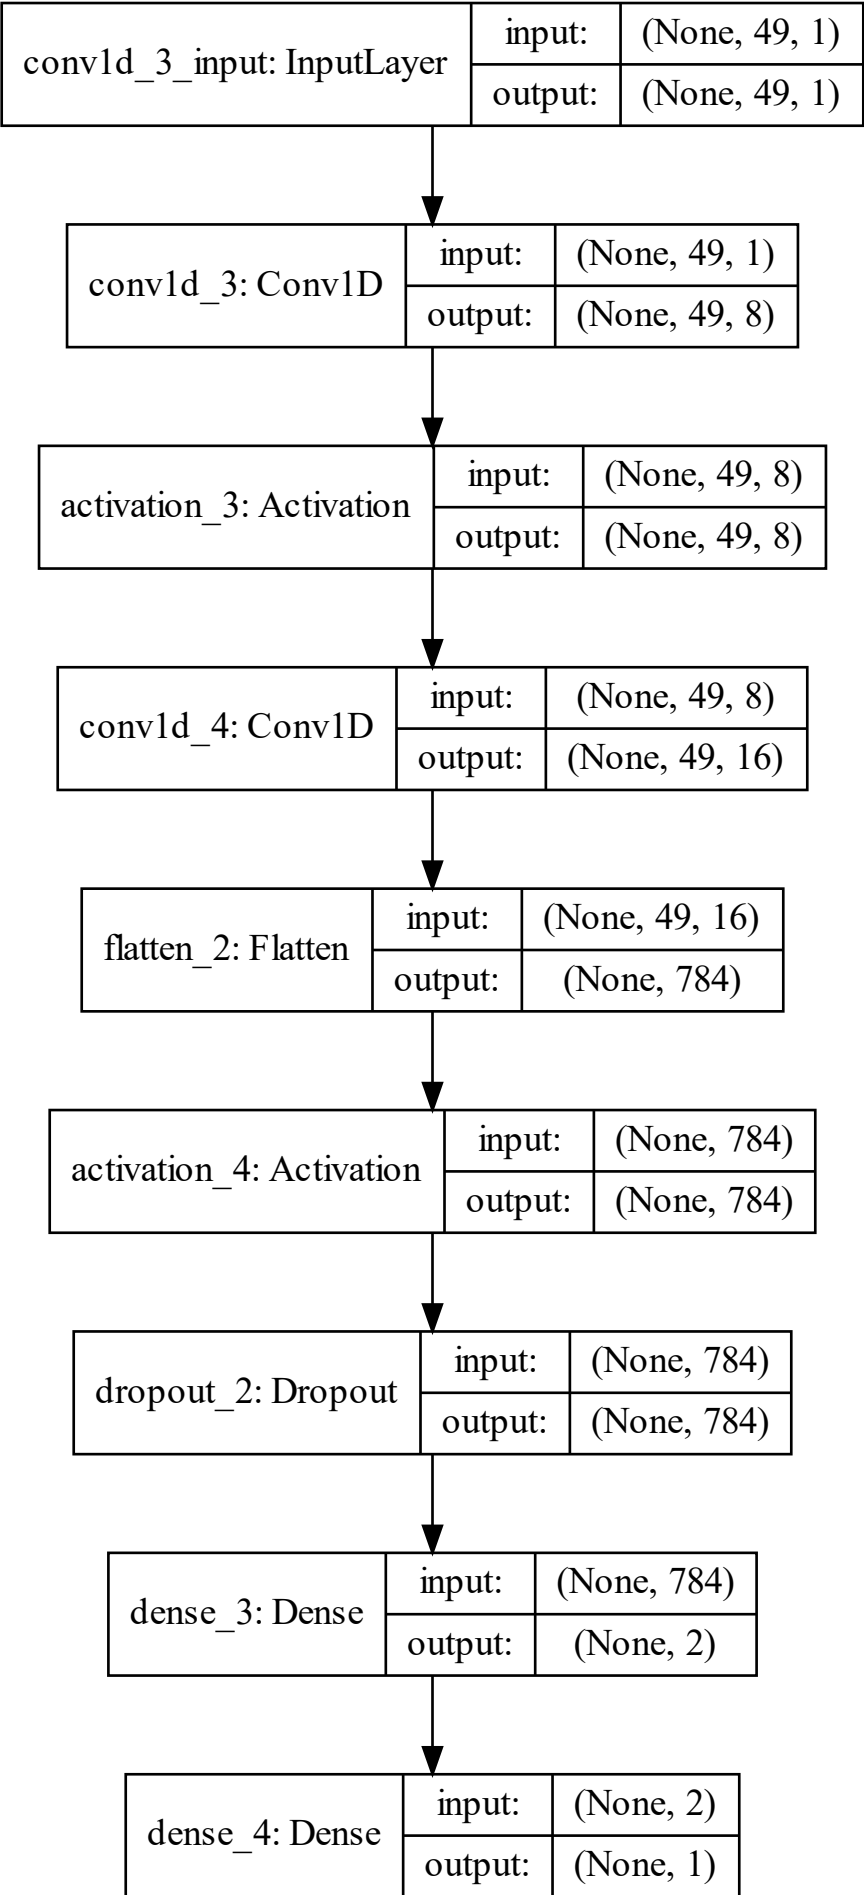 conv1d_3_input: InputLayer
input:
(None, 49, 1)
output:
(None, 49, 1)
conv1d_3: Conv1D
input:
(None, 49, 1)
output:
(None, 49, 8)
activation_3: Activation
input:
(None, 49, 8)
output:
(None, 49, 8)
conv1d_4: Conv1D
input:
(None, 49, 8)
output:
(None, 49, 16)
flatten_2: Flatten
input:
(None, 49, 16)
output:
(None, 784)
activation_4: Activation
input:
(None, 784)
output:
(None, 784)
dropout_2: Dropout
input:
(None, 784)
output:
(None, 784)
dense_3: Dense
input:
(None, 784)
output:
(None, 2)
dense_4: Dense
input:
(None, 2)
output:
(None, 1)